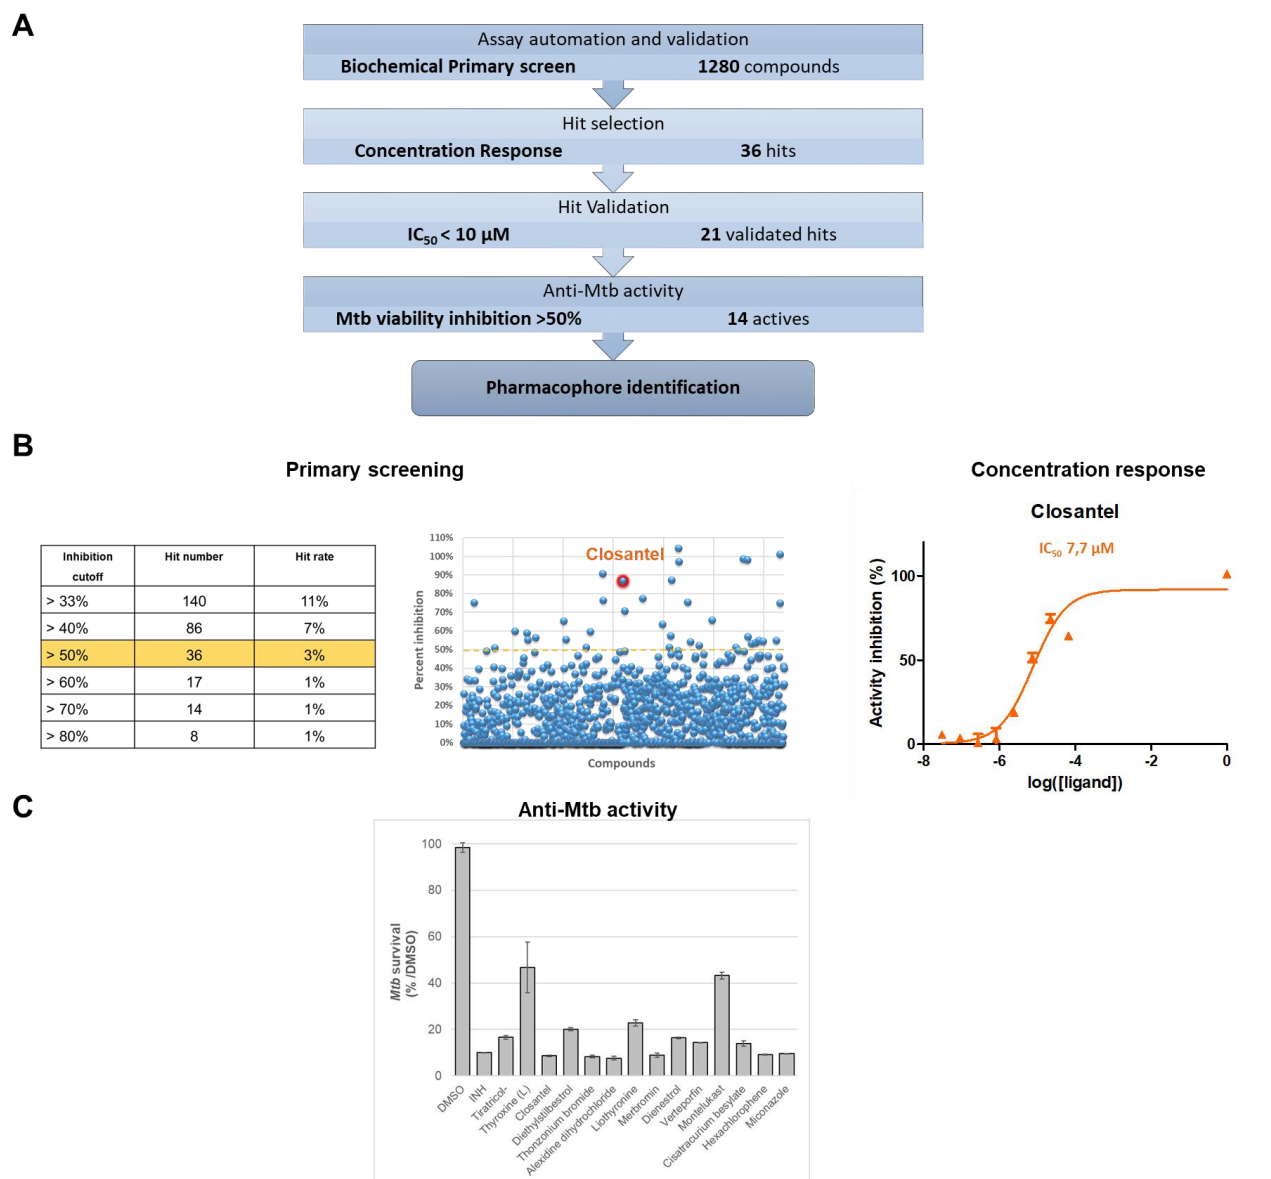 A
Assay automation and validation
Biochemical Primary screen 1280 compounds
Hit selection
Concentration Response 36 hits
Hit Validation
IC50 < 10 µM 21 validated hits
Anti-Mtb activity
Mtb viability inhibition >50% 14 actives
Pharmacophore identification
B
Primary screening
Inhibition cutoff Hit number Hit rate
> 33% 140 11%
> 40% 86 7%
> 50% 36 3%
> 60% 17 1%
> 70% 14 1%
> 80% 8 1%
Percent inhibition
110%
100%
90%
80%
70%
60%
50%
40%
30%
20%
10%
0%
Closantel
Compounds
Concentration response
Closantel
IC50 7,7 µM
Activity inhibition (%)
100
50
0
-8 -6 -4 -2 0
log([ligand])
C
Anti-Mtb activity
Mtb survival
(% /DMSO)
100
80
60
40
20
0
DMSO
INH
Tiratricol-
Thyroxine (L)
Closantel
Diethylstilbestrol
Thonzonium bromide
Alexidine dihydrochloride
Liothyronine
Merbromin
Dienestrol
Verteporfin
Montelukast
Cisatracurium besylate
Hexachlorophene
Miconazole